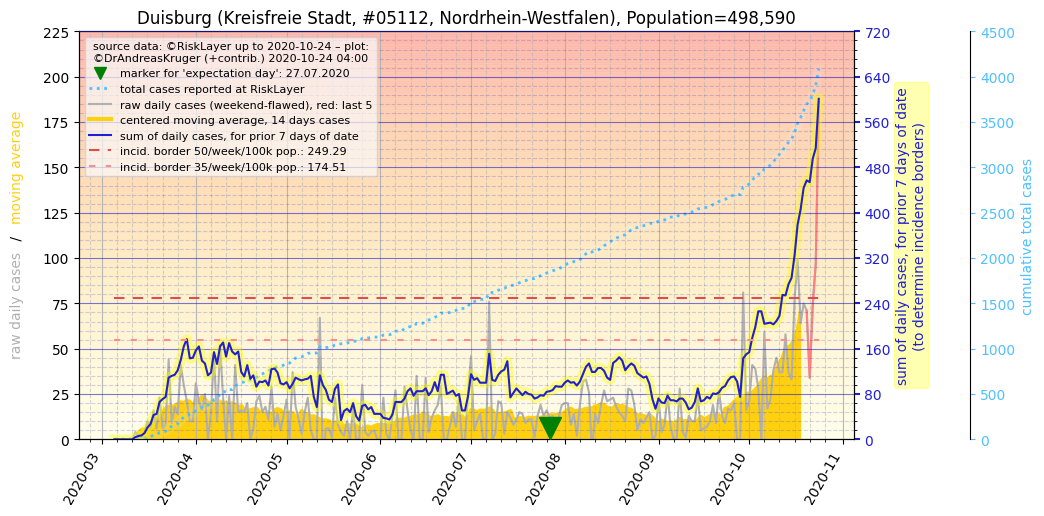 Duisburg (Kreisfreie Stadt, #05112, Nordrhein-Westfalen), Population=498,590
source data: ©RiskLayer up to 2020-10-24 – plot:
©DrAndreasKruger (+contrib.) 2020-10-24 04:00
marker for 'expectation day': 27.07.2020
total cases reported at RiskLayer
raw daily cases (weekend-flawed), red: last 5
centered moving average, 14 days cases
sum of daily cases, for prior 7 days of date
incid. border 50/week/100k pop.: 249.29
incid. border 35/week/100k pop.: 174.51
raw daily cases / moving average
225
200
175
150
125
100
75
50
25
0
2020-03
2020-04
2020-05
2020-06
2020-07
2020-08
2020-09
2020-10
2020-11
720
640
560
480
400
320
240
160
80
0
sum of daily cases, for prior 7 days of date
(to determine incidence borders)
4500
4000
3500
3000
2500
2000
1500
1000
500
0
cumulative total cases